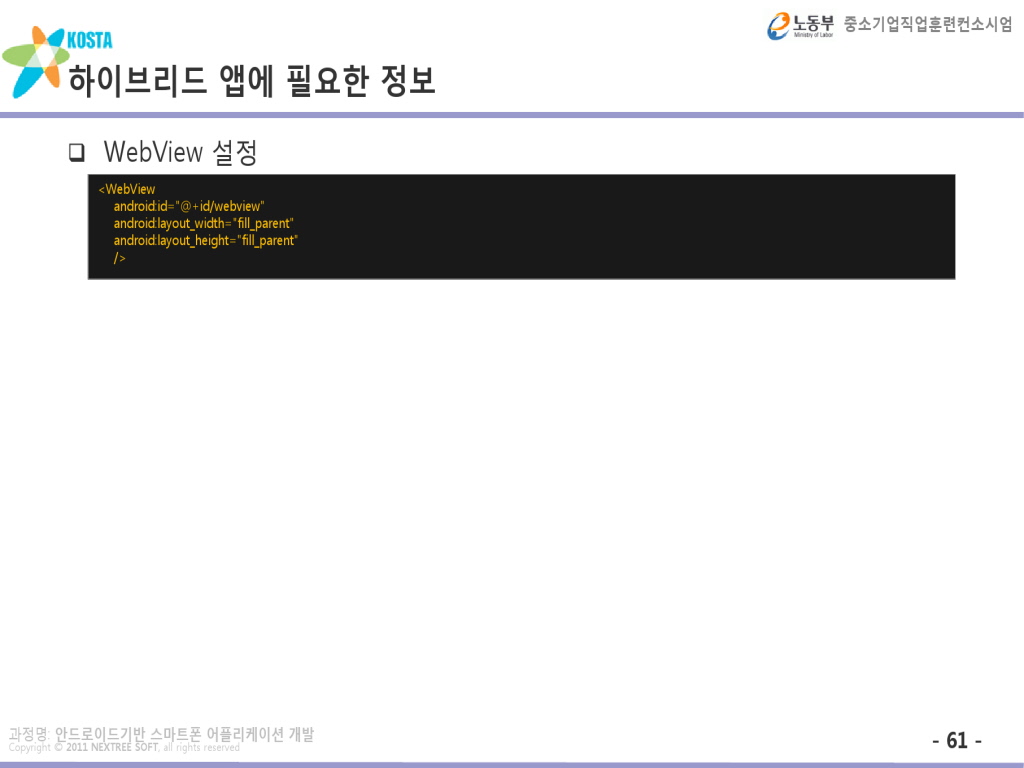 KOSTA
노동부
Ministry of Labor
중소기업직업훈련컨소시엄
하이브리드 앱에 필요한 정보
❑ WebView 설정
<WebView
android:id="@+id/webview"
android:layout_width="fill_parent"
android:layout_height="fill_parent"
/>
과정명: 안드로이드기반 스마트폰 어플리케이션 개발
Copyright © 2011 NEXTREE SOFT, all rights reserved
- 61 -